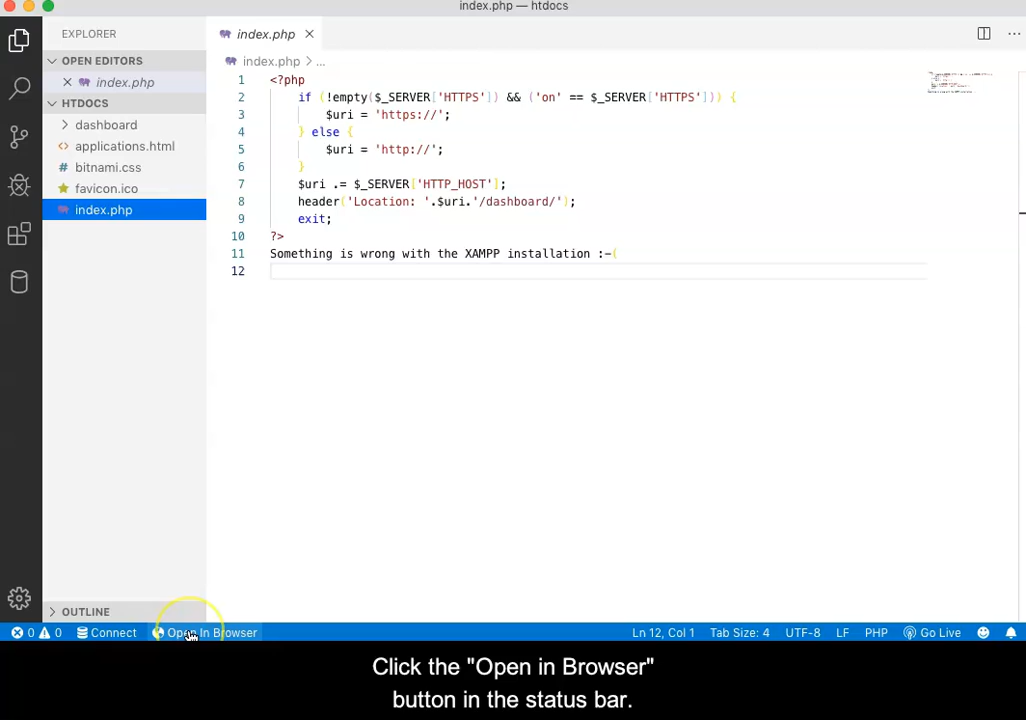 index.php — htdocs
EXPLORER
OPEN EDITORS
index.php
HTDOCS
dashboard
applications.html
bitnami.css
favicon.ico
index.php
OUTLINE
index.php
index.php > ...
1 <?php
2 if (!empty($_SERVER['HTTPS']) && ('on' == $_SERVER['HTTPS'])) {
3 $uri = 'https://';
4 } else {
5 $uri = 'http://';
6 }
7 $uri .= $_SERVER['HTTP_HOST'];
8 header('Location: '.$uri.'/dashboard/');
9 exit;
10 ?>
11 Something is wrong with the XAMPP installation :-(
12
0 0 Connect Open In Browser Ln 12, Col 1 Tab Size: 4 UTF-8 LF PHP Go Live
Click the "Open in Browser"
button in the status bar.